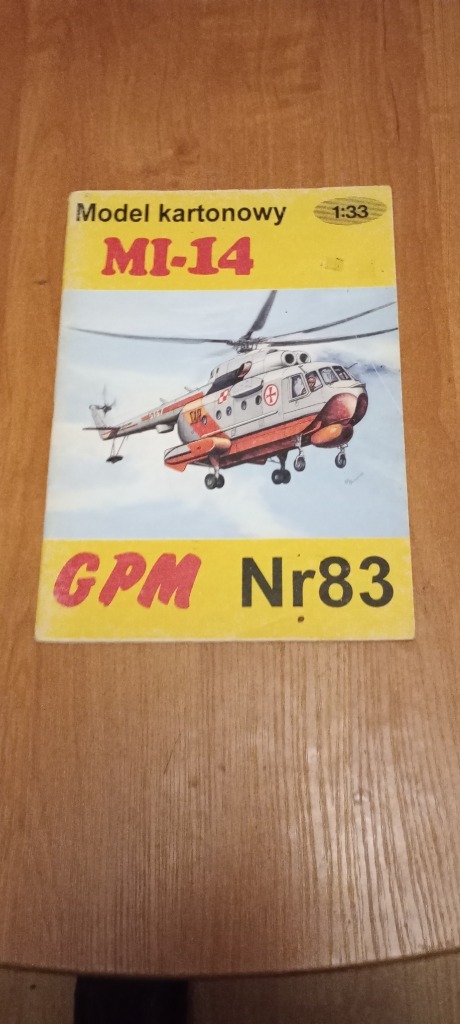 Model kartonowy
1:33
MI-14
GPM
Nr83